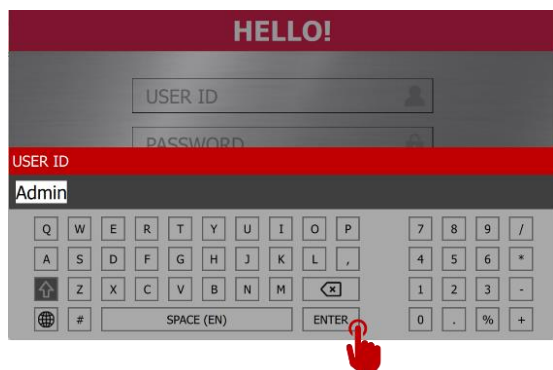 HELLO!
USER ID
PASSWORD
USER ID
Admin
Q W E R T Y U I O P 7 8 9 /
A S D F G H J K L , 4 5 6 *
Z X C V B N M 1 2 3 -
# SPACE (EN) ENTER 0 . % +